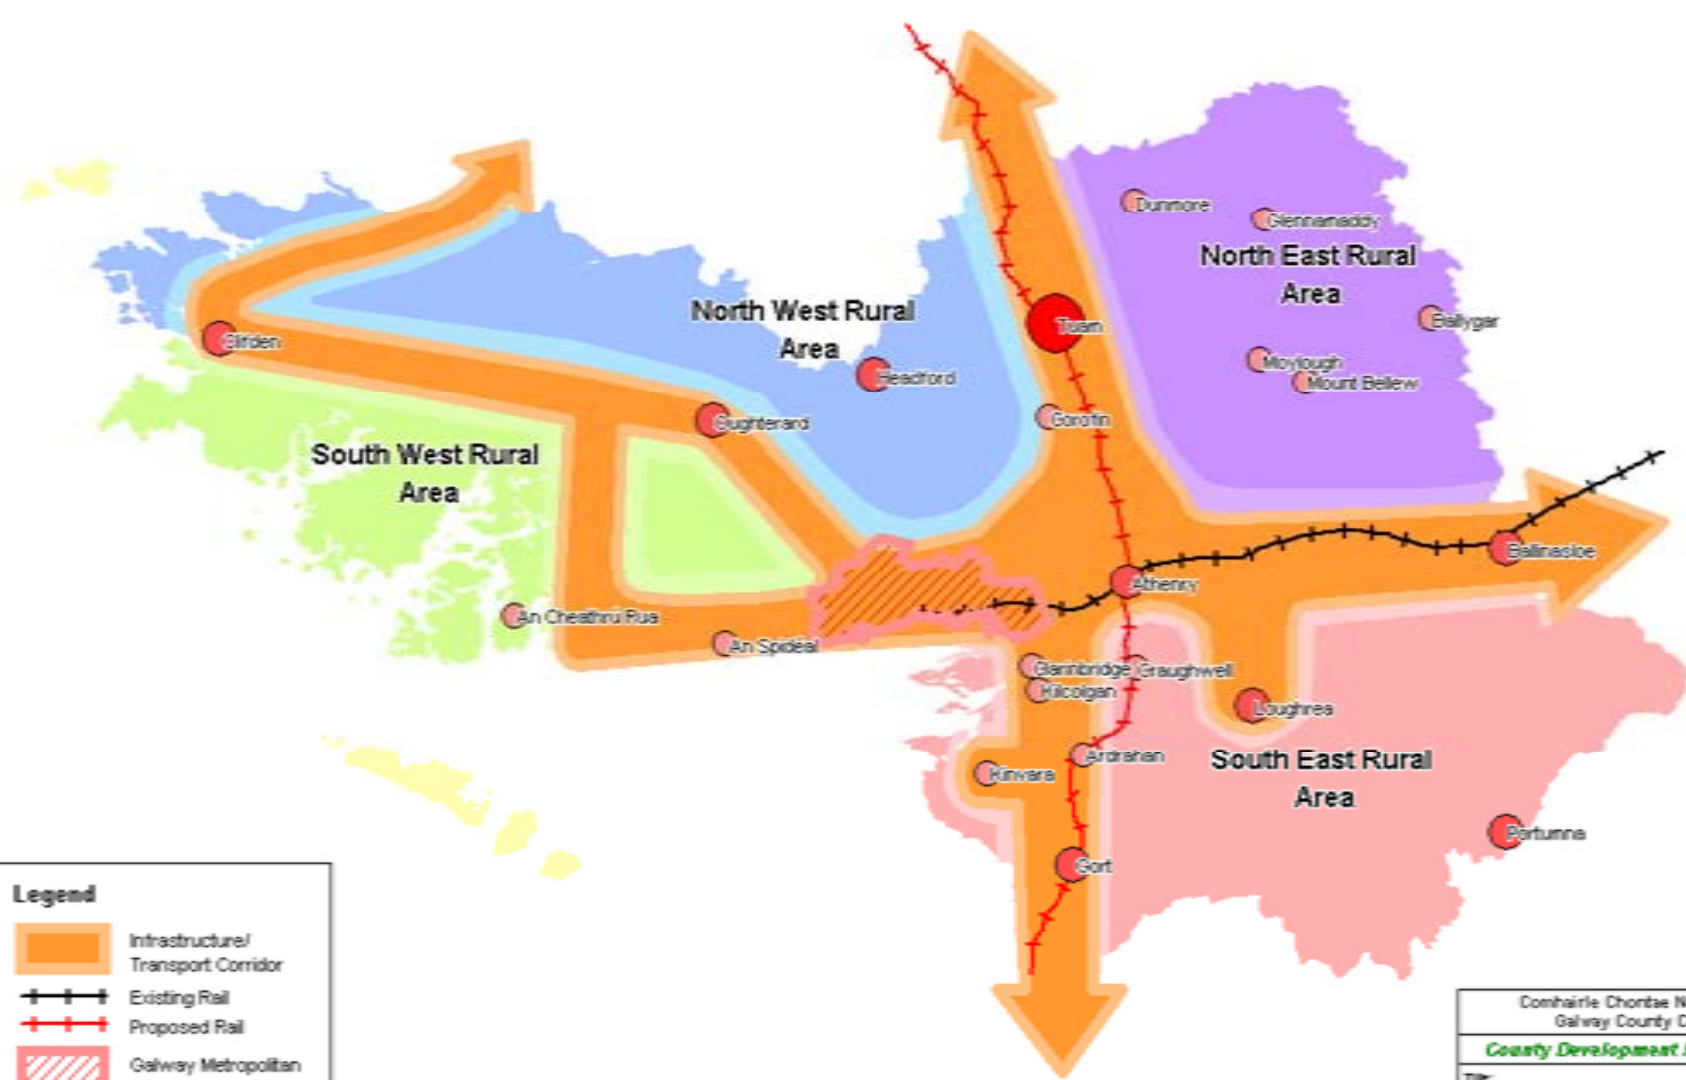 Dunmore
Glennamaddy
North East Rural
Area
North West Rural
Area
Tuam
Ballygar
Clifden
Moylough
Headford
Mount Bellew
Oughterard
Corofin
South West Rural
Area
Ballinasloe
Athenry
An Cheathrú Rua
An Spidéal
Clarinbridge
Craughwell
Kilcolgan
Loughrea
Ardrahan
South East Rural
Area
Kinvara
Portumna
Gort
Legend
Infrastructure/
Transport Corridor
Existing Rail
Proposed Rail
Galway Metropolitan
Comhairle Chontae N
Galway County C
County Development